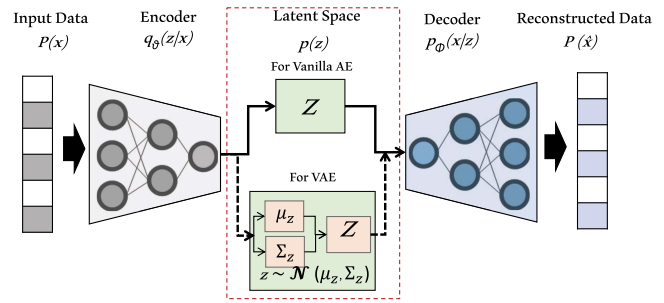 Input Data
P(x)
Encoder
q_ϑ(z/x)
Latent Space
p(z)
Decoder
p_Φ(x/z)
Reconstructed Data
P (x̂)
For Vanilla AE
Z
For VAE
μ_Z
Σ_Z
Z
z ~ 𝓝 (μ_Z, Σ_Z)